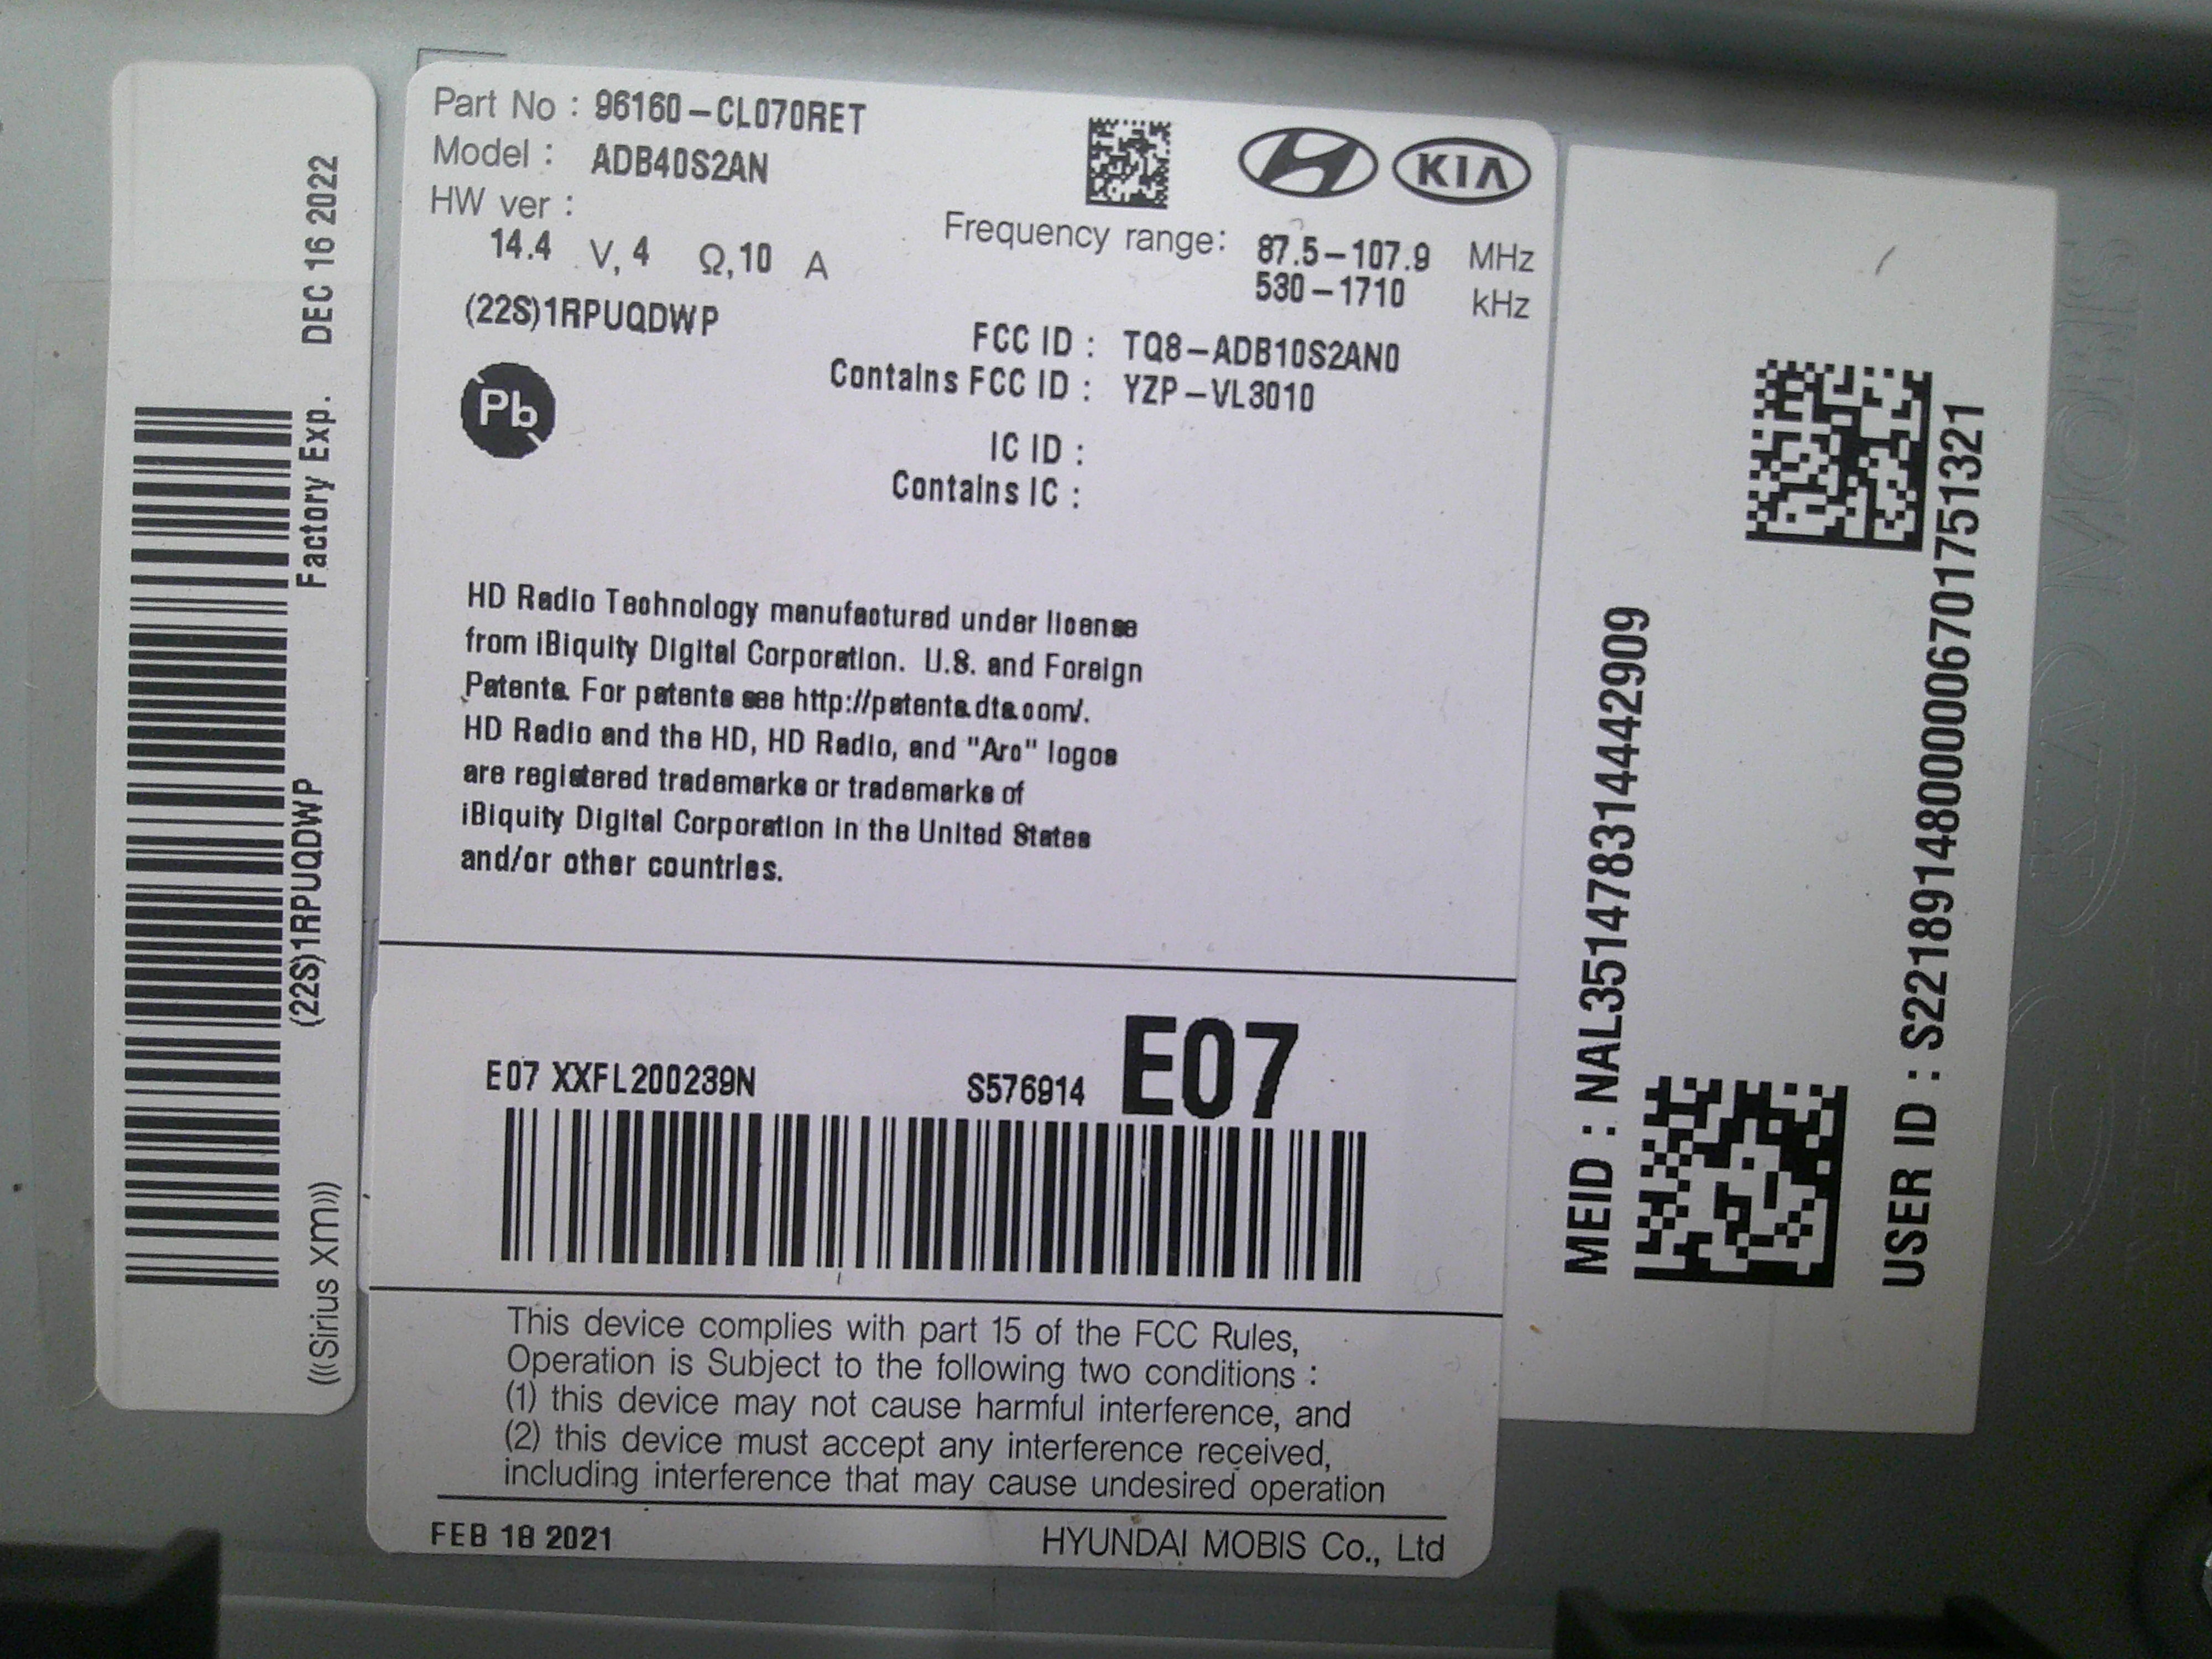 Factory Exp. DEC 16 2022
(22S)1RPUQDWP
(((Sirius xm)))
Part No : 96160-CL070RET
Model : ADB40S2AN
HW ver :
14.4 V, 4 Ω,10 A
(22S)1RPUQDWP
Pb
KIA
Frequency range: 87.5-107.9 MHz
530-1710 kHz
FCC ID : TQ8-ADB10S2AN0
Contains FCC ID : YZP-VL3010
IC ID :
Contains IC :
HD Radio Technology manufactured under license
from iBiquity Digital Corporation. U.S. and Foreign
Patents. For patents see http://patents.dts.com/.
HD Radio and the HD, HD Radio, and "Arc" logos
are registered trademarks or trademarks of
iBiquity Digital Corporation in the United States
and/or other countries.
E07 XXFL200239N S576914 E07
This device complies with part 15 of the FCC Rules,
Operation is Subject to the following two conditions :
(1) this device may not cause harmful interference, and
(2) this device must accept any interference received,
including interference that may cause undesired operation
FEB 18 2021 HYUNDAI MOBIS Co., Ltd
MEID : NAL351478314442909
USER ID : S22189148000006701751321